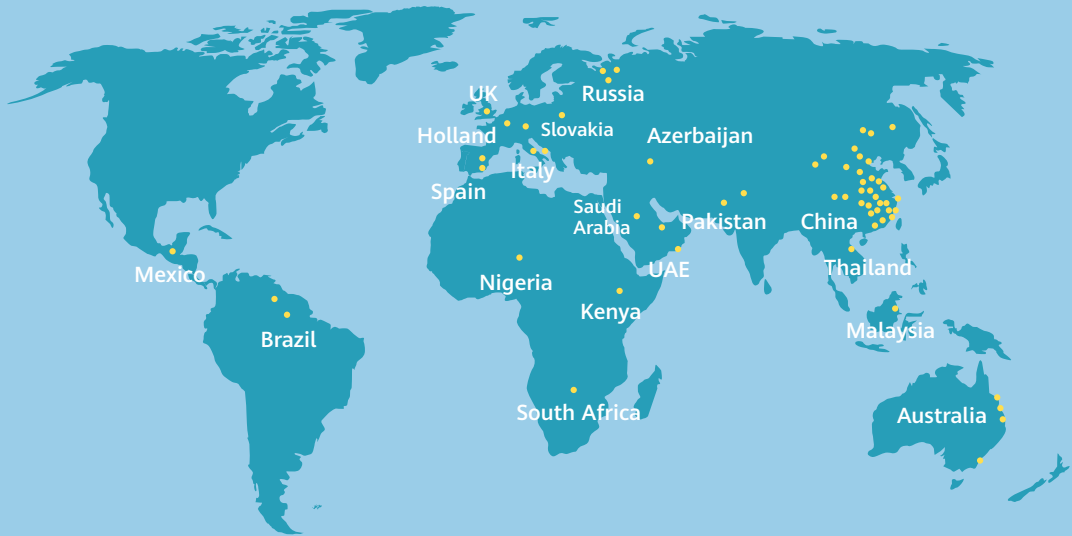 UK
Russia
Holland
Slovakia
Azerbaijan
Italy
Spain
Saudi
Arabia
Pakistan
China
Mexico
Nigeria
UAE
Thailand
Kenya
Brazil
Malaysia
South Africa
Australia